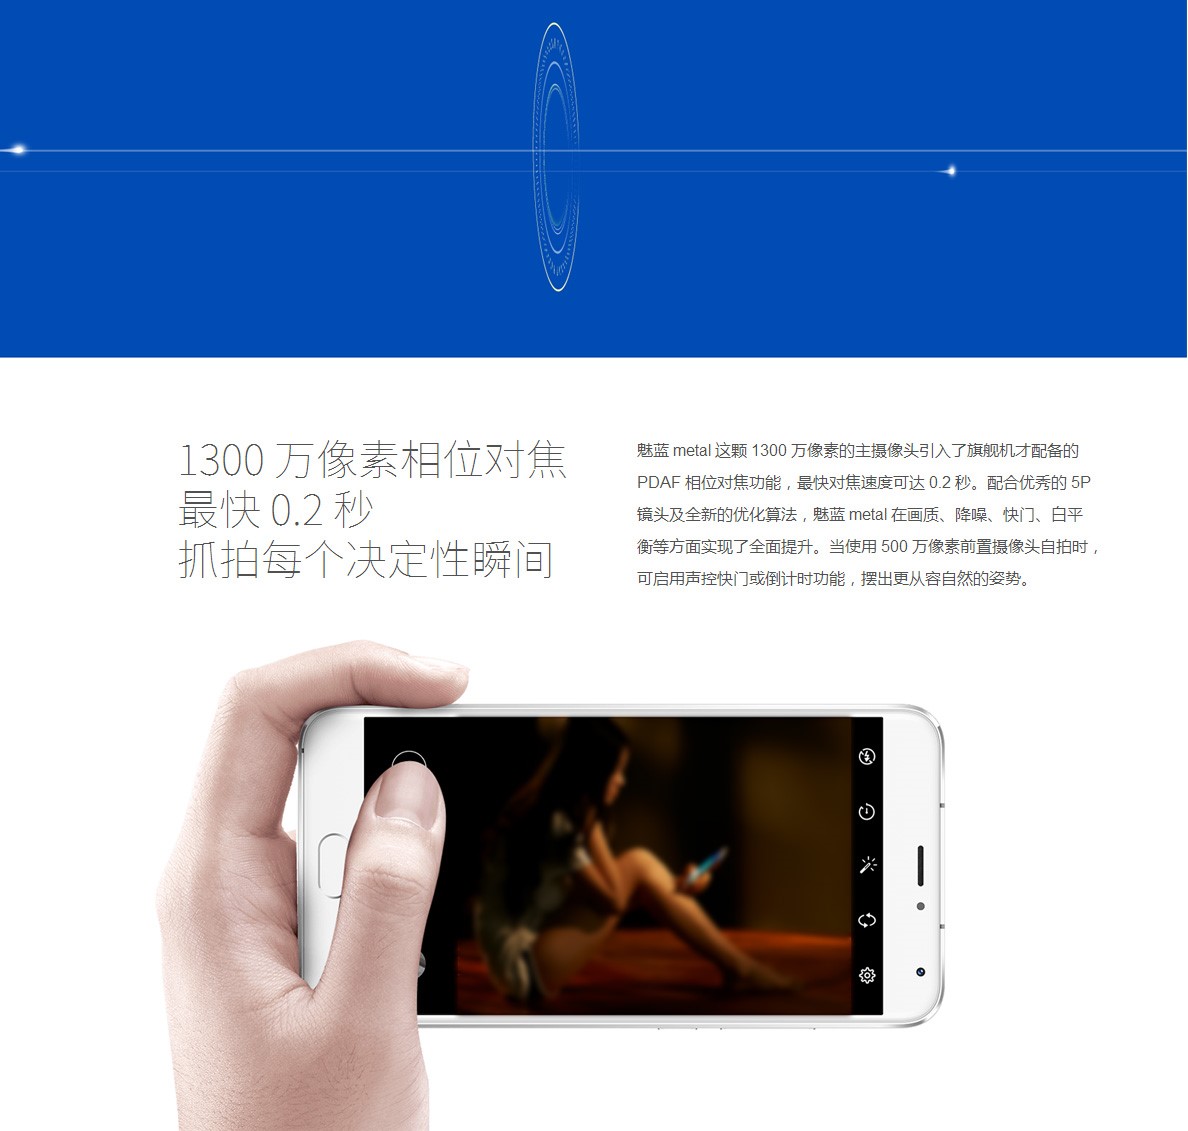 1300 万像素相位对焦
最快 0.2 秒
抓拍每个决定性瞬间
魅蓝 metal 这颗 1300 万像素的主摄像头引入了旗舰机才配备的
PDAF 相位对焦功能，最快对焦速度可达 0.2 秒。配合优秀的 5P
镜头及全新的优化算法，魅蓝 metal 在画质、降噪、快门、白平
衡等方面实现了全面提升。当使用 500 万像素前置摄像头自拍时，
可启用声控快门或倒计时功能，摆出更从容自然的姿势。